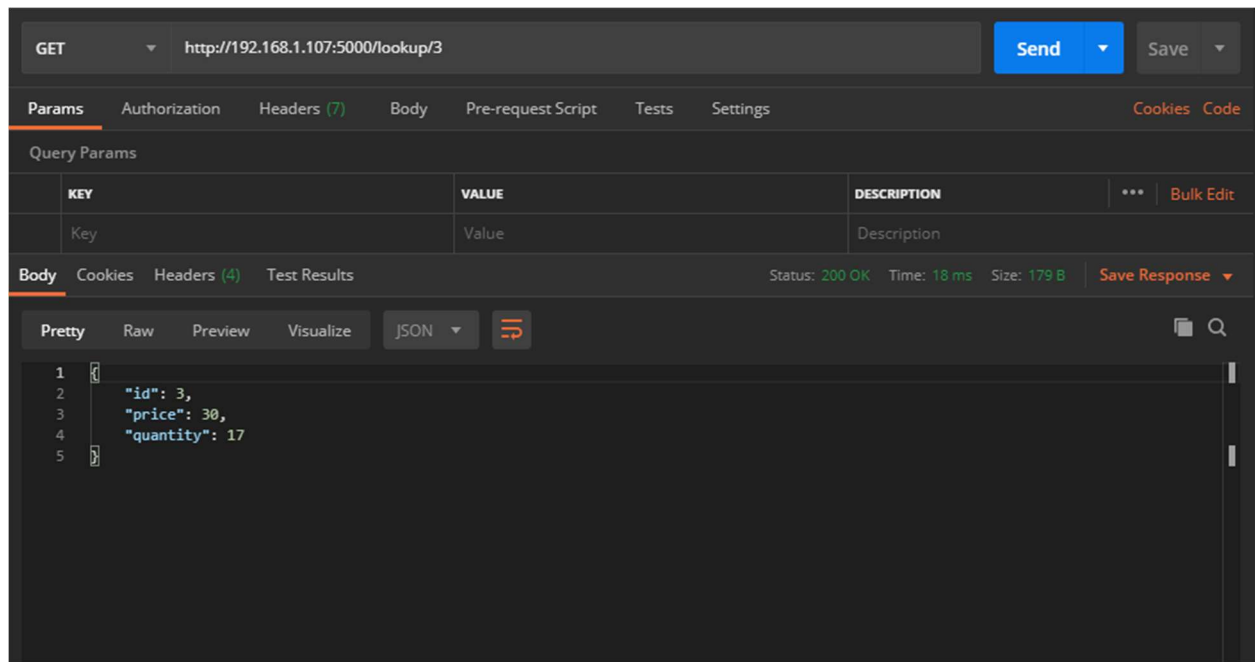 GET http://192.168.1.107:5000/lookup/3 Send Save
Params Authorization Headers (7) Body Pre-request Script Tests Settings Cookies Code
Query Params
KEY VALUE DESCRIPTION ••• Bulk Edit
Key Value Description
Body Cookies Headers (4) Test Results Status: 200 OK Time: 18 ms Size: 179 B Save Response
Pretty Raw Preview Visualize JSON
1 {
2 "id": 3,
3 "price": 30,
4 "quantity": 17
5 }